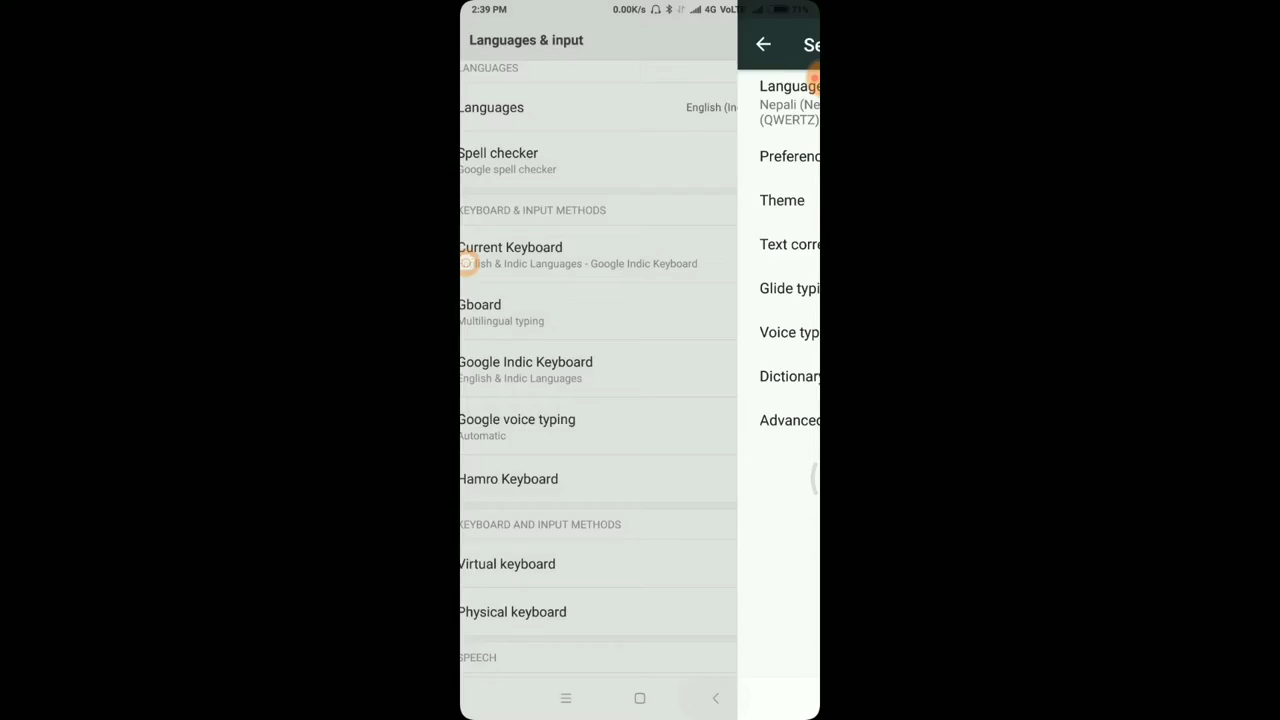 2:39 PM
0.00K/s
4G VoLTE
Languages & input
LANGUAGES
Languages
English (In
Spell checker
Google spell checker
KEYBOARD & INPUT METHODS
Current Keyboard
English & Indic Languages - Google Indic Keyboard
Gboard
Multilingual typing
Google Indic Keyboard
English & Indic Languages
Google voice typing
Automatic
Hamro Keyboard
KEYBOARD AND INPUT METHODS
Virtual keyboard
Physical keyboard
SPEECH
Se
Language
Nepali (Ne
(QWERTZ)
Preferenc
Theme
Text corre
Glide typi
Voice typ
Dictionary
Advanced